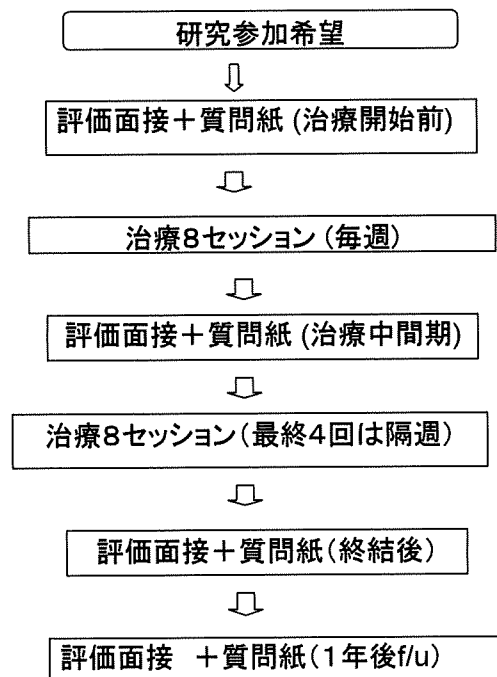 研究参加希望
評価面接＋質問紙 (治療開始前)
治療８セッション (毎週)
評価面接＋質問紙 (治療中間期)
治療８セッション（最終４回は隔週）
評価面接＋質問紙（終結後）
評価面接　＋質問紙（１年後f/u）